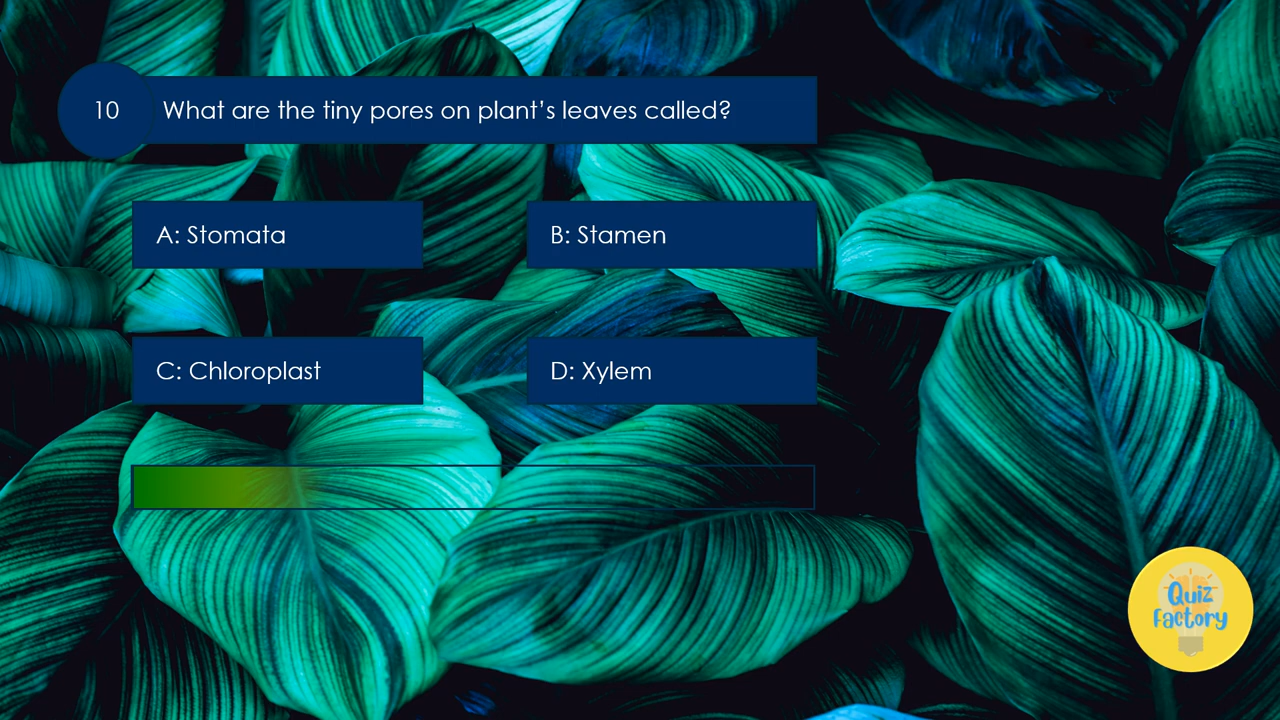 10
What are the tiny pores on plant’s leaves called?
A: Stomata
B: Stamen
C: Chloroplast
D: Xylem
Quiz
Factory